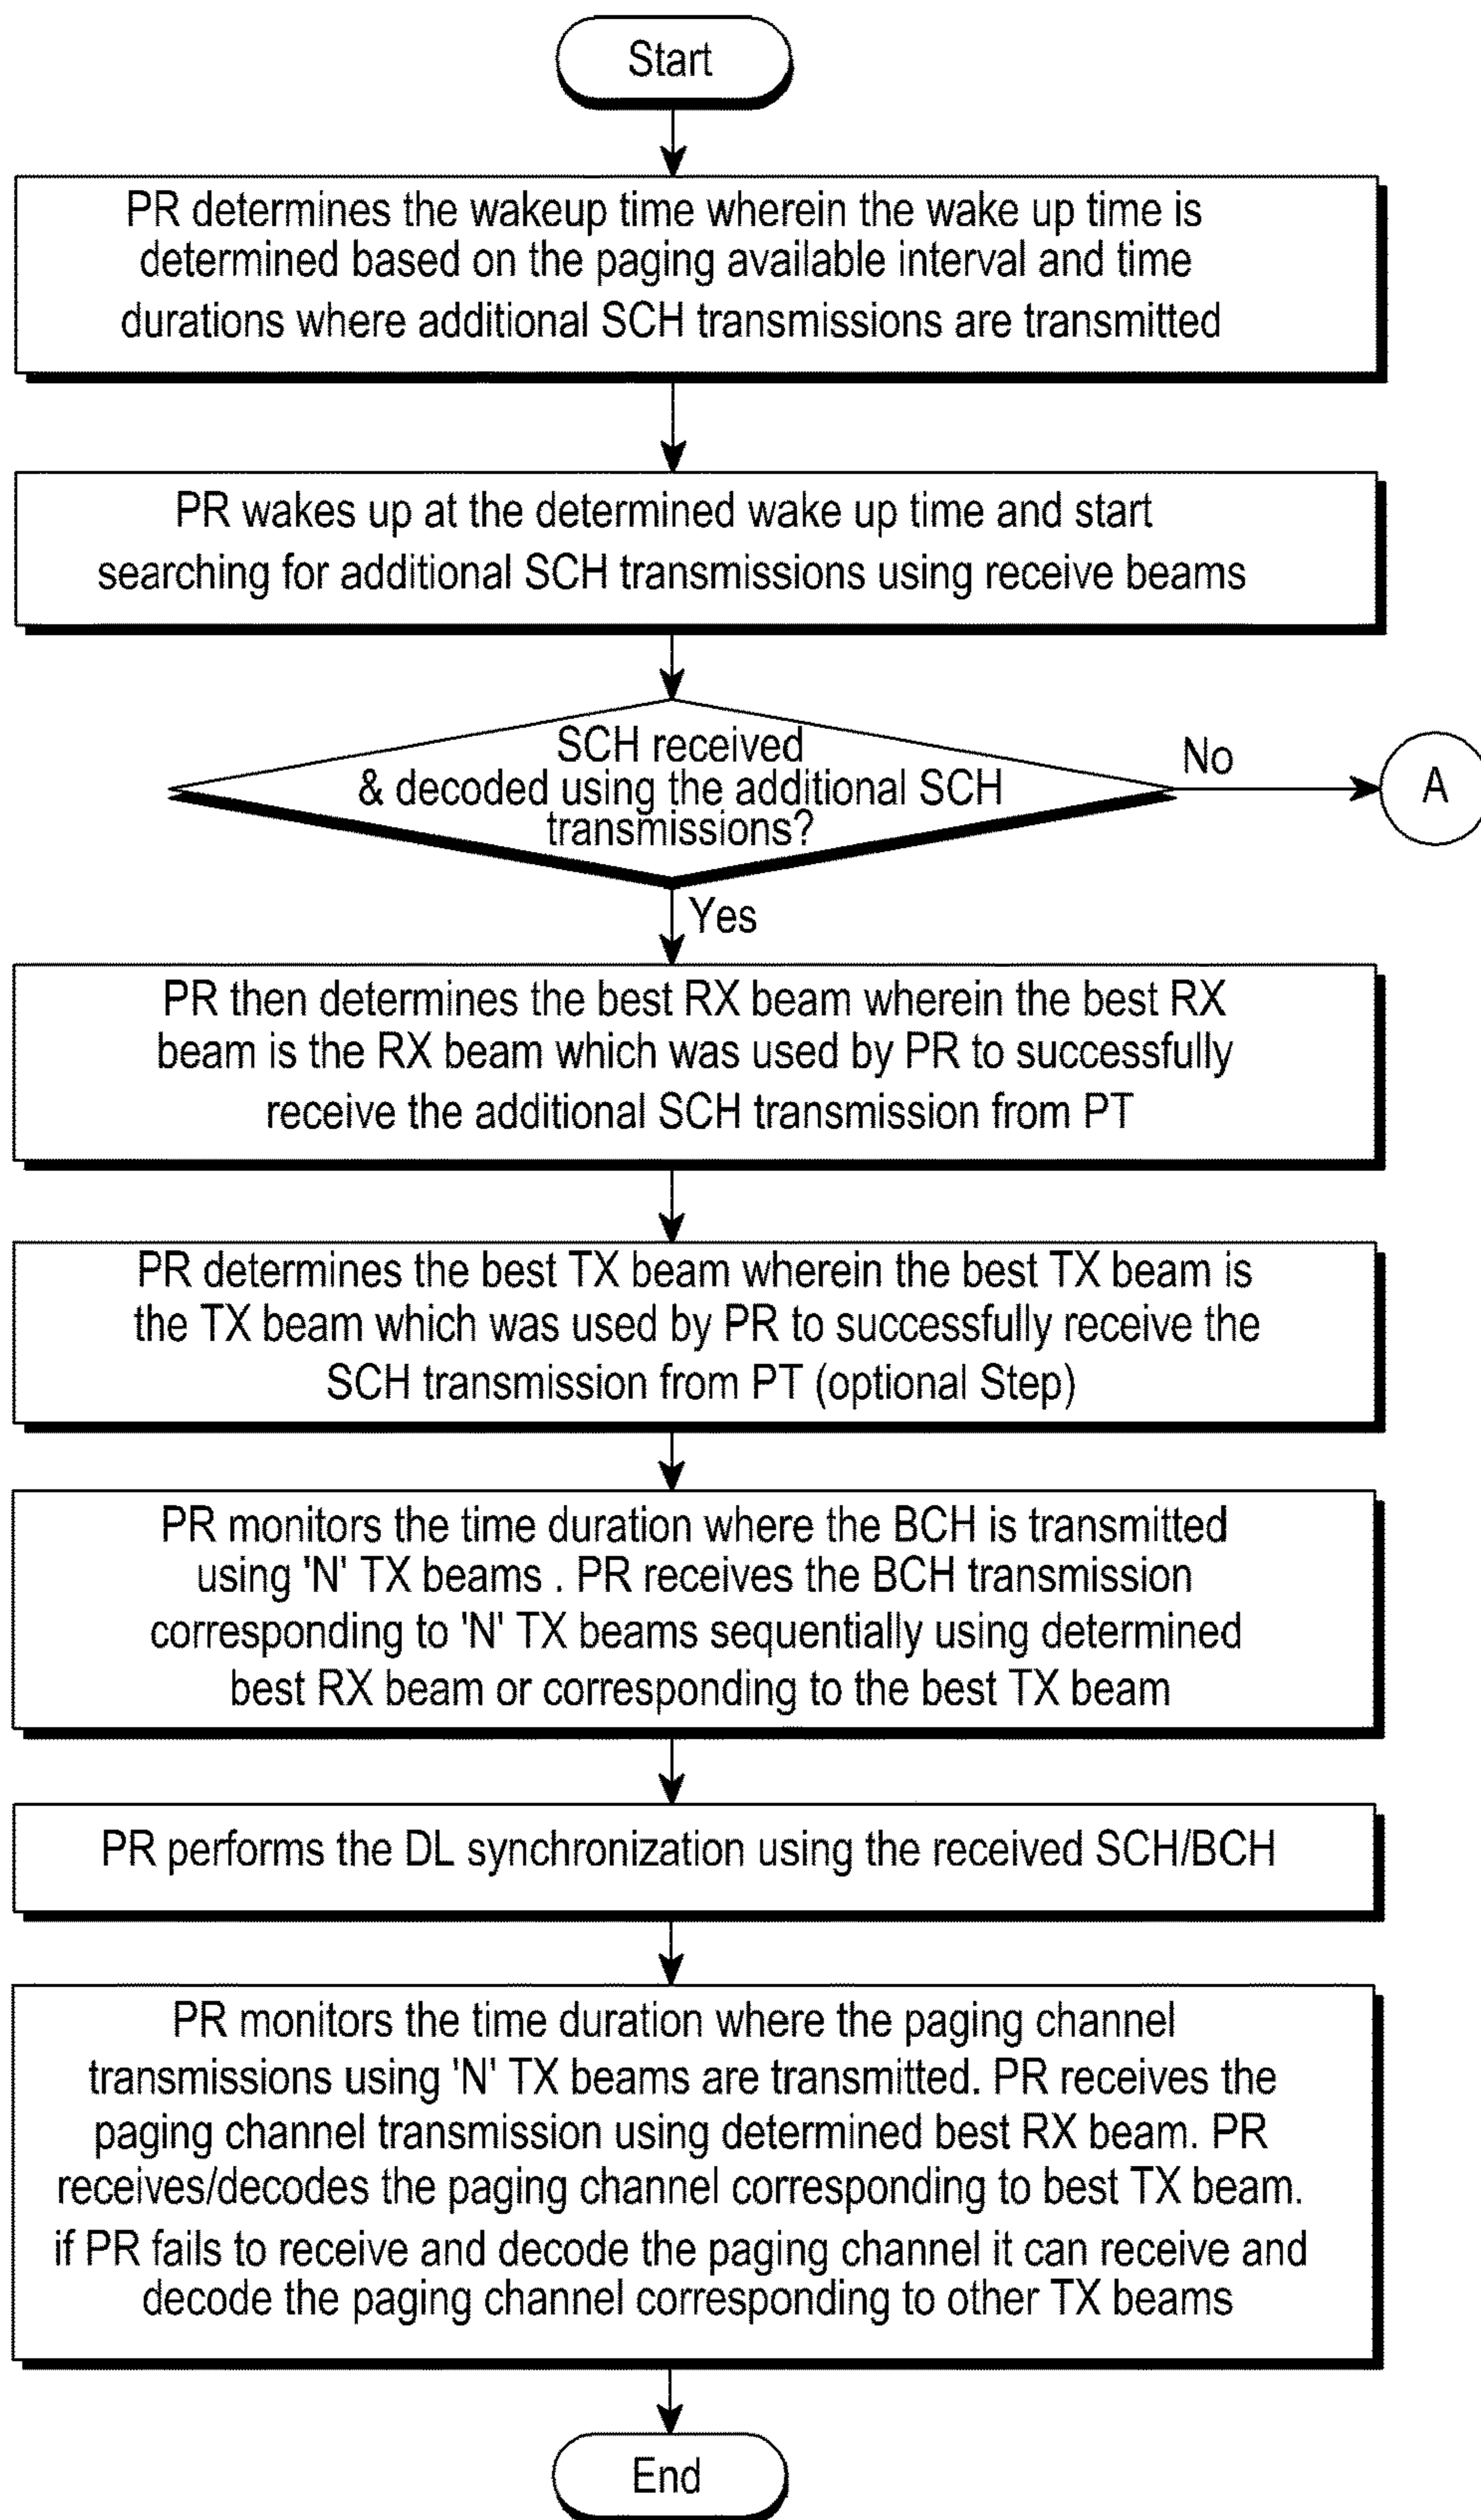 Start
PR determines the wakeup time wherein the wake up time is
determined based on the paging available interval and time
durations where additional SCH transmissions are transmitted
PR wakes up at the determined wake up time and start
searching for additional SCH transmissions using receive beams
SCH received
& decoded using the additional SCH
transmissions?
No
A
Yes
PR then determines the best RX beam wherein the best RX
beam is the RX beam which was used by PR to successfully
receive the additional SCH transmission from PT
PR determines the best TX beam wherein the best TX beam is
the TX beam which was used by PR to successfully receive the
SCH transmission from PT (optional Step)
PR monitors the time duration where the BCH is transmitted
using 'N' TX beams . PR receives the BCH transmission
corresponding to 'N' TX beams sequentially using determined
best RX beam or corresponding to the best TX beam
PR performs the DL synchronization using the received SCH/BCH
PR monitors the time duration where the paging channel
transmissions using 'N' TX beams are transmitted. PR receives the
paging channel transmission using determined best RX beam. PR
receives/decodes the paging channel corresponding to best TX beam.
if PR fails to receive and decode the paging channel it can receive and
decode the paging channel corresponding to other TX beams
End